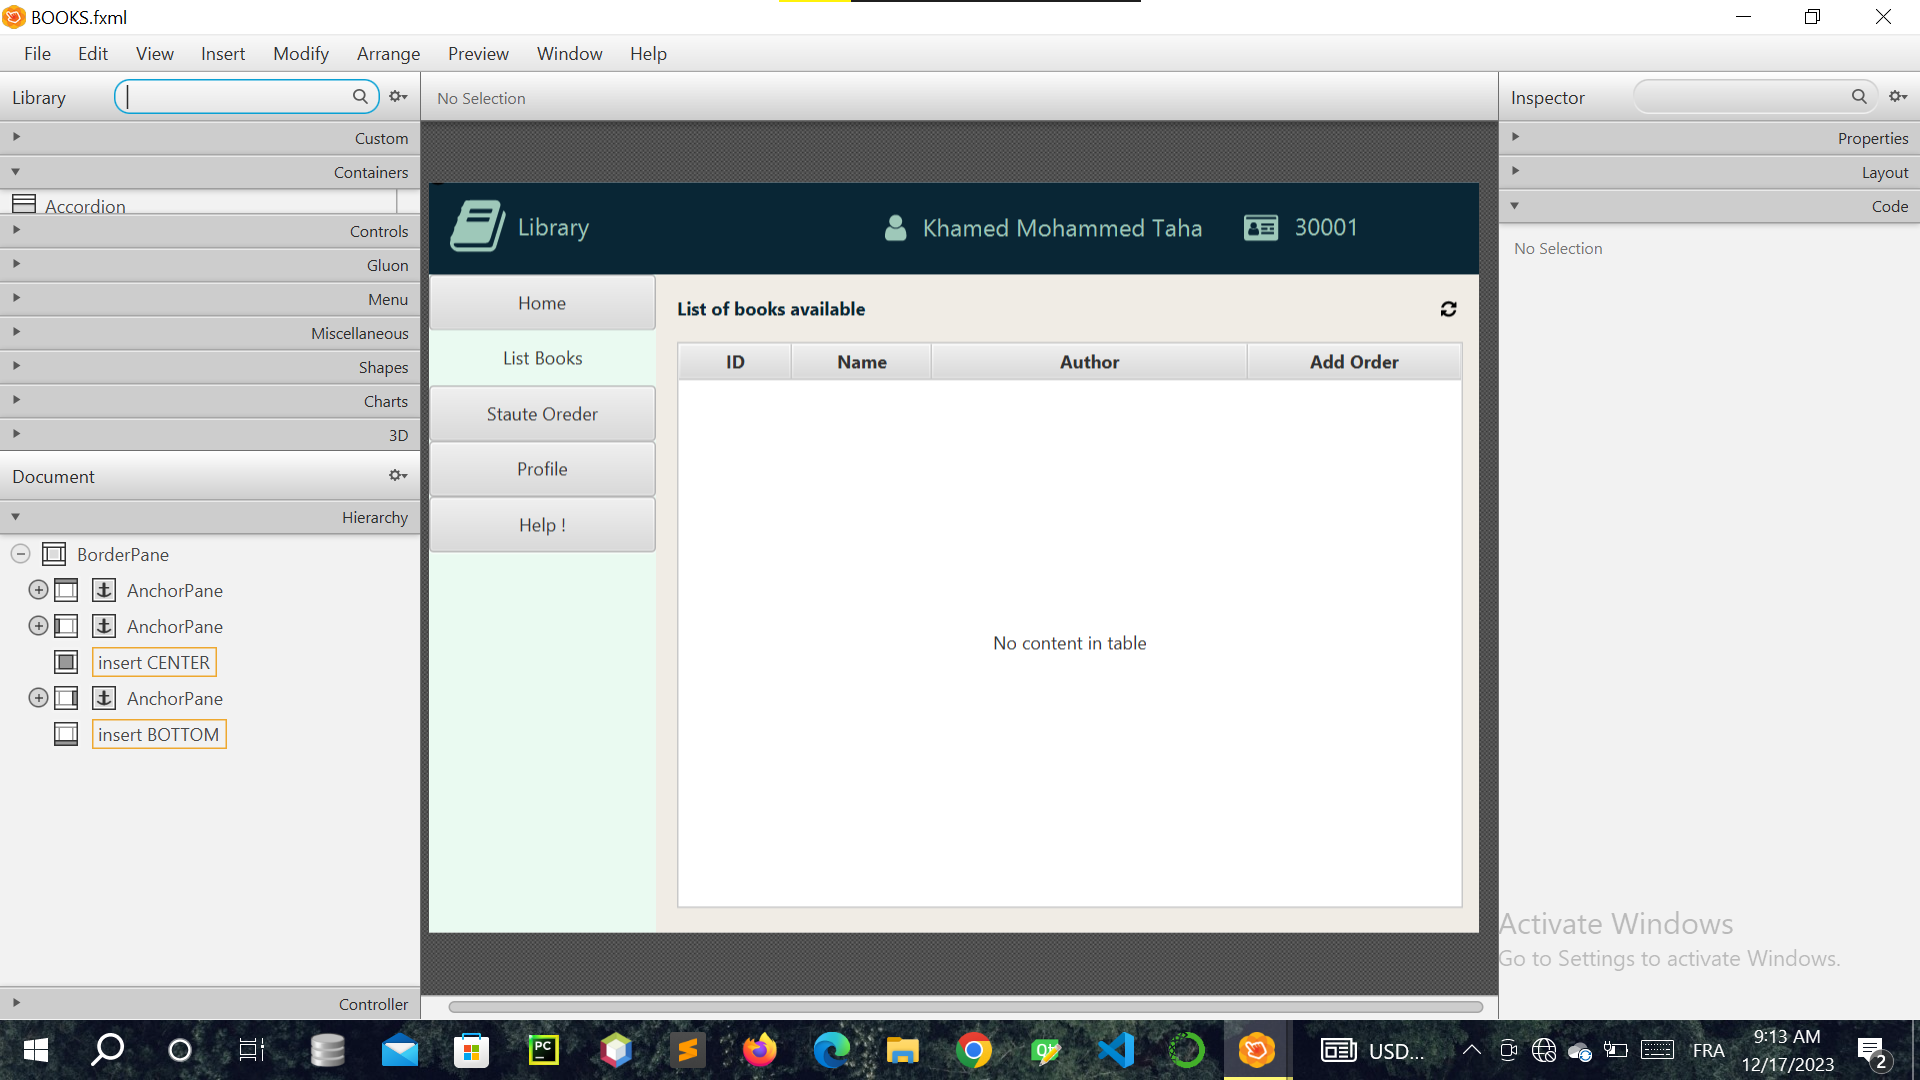 BOOKS.fxml
File Edit View Insert Modify Arrange Preview Window Help
Library
Custom
Containers
Accordion
Controls
Gluon
Menu
Miscellaneous
Shapes
Charts
3D
Document
Hierarchy
BorderPane
AnchorPane
AnchorPane
insert CENTER
AnchorPane
insert BOTTOM
Controller
No Selection
Library Khamed Mohammed Taha 30001
Home
List Books
Staute Oreder
Profile
Help !
List of books available
ID Name Author Add Order
No content in table
Inspector
Properties
Layout
Code
No Selection
Activate Windows
Go to Settings to activate Windows.
PC
Qt
USD...
FRA
9:13 AM
12/17/2023
2